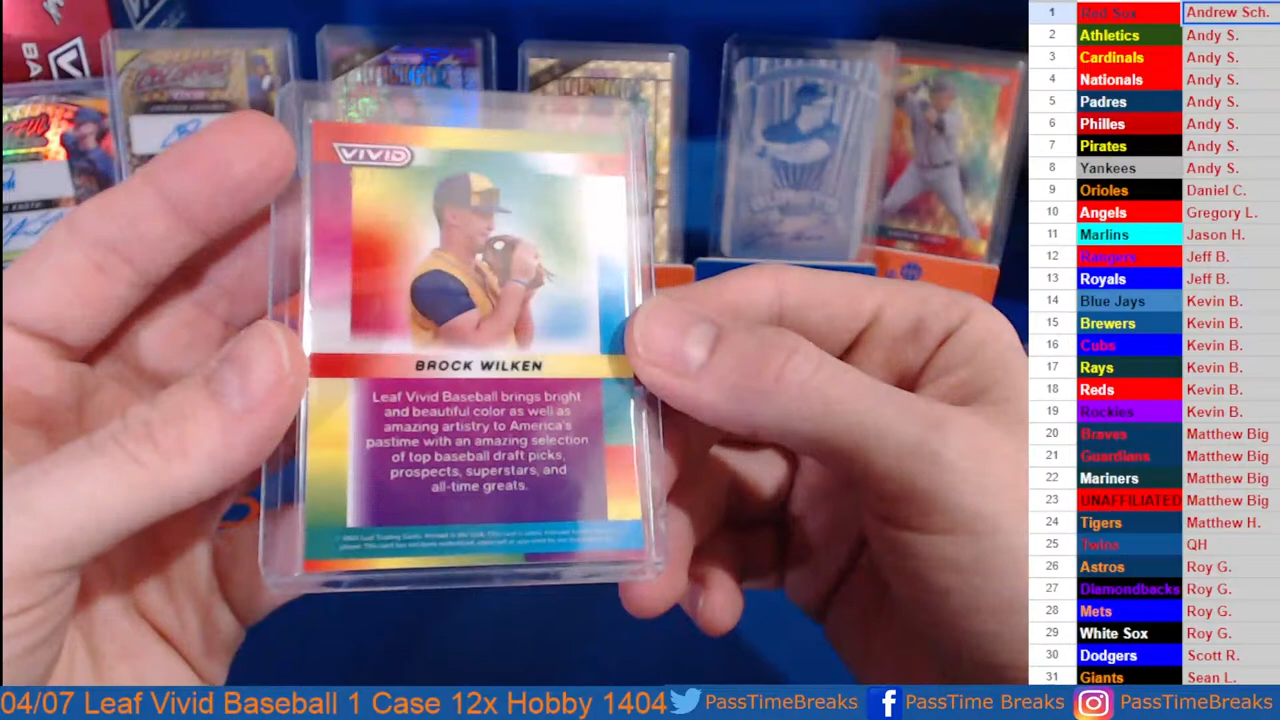 VIVID
BROCK WILKEN
Leaf Vivid Baseball brings bright
and beautiful color as well as
amazing artistry to America's
pastime with an amazing selection
of top baseball draft picks,
prospects, superstars, and
all-time greats.
1 Red Sox Andrew Sch.
2 Athletics Andy S.
3 Cardinals Andy S.
4 Nationals Andy S.
5 Padres Andy S.
6 Philles Andy S.
7 Pirates Andy S.
8 Yankees Andy S.
9 Orioles Daniel C.
10 Angels Gregory L.
11 Marlins Jason H.
12 Rangers Jeff B.
13 Royals Jeff B.
14 Blue Jays Kevin B.
15 Brewers Kevin B.
16 Cubs Kevin B.
17 Rays Kevin B.
18 Reds Kevin B.
19 Rockies Kevin B.
20 Braves Matthew Big
21 Guardians Matthew Big
22 Mariners Matthew Big
23 UNAFFILIATED Matthew Big
24 Tigers Matthew H.
25 Twins QH
26 Astros Roy G.
27 Diamondbacks Roy G.
28 Mets Roy G.
29 White Sox Roy G.
30 Dodgers Scott R.
31 Giants Sean L.
04/07 Leaf Vivid Baseball 1 Case 12x Hobby 1404 PassTimeBreaks PassTimeBreaks PassTimeBreaks